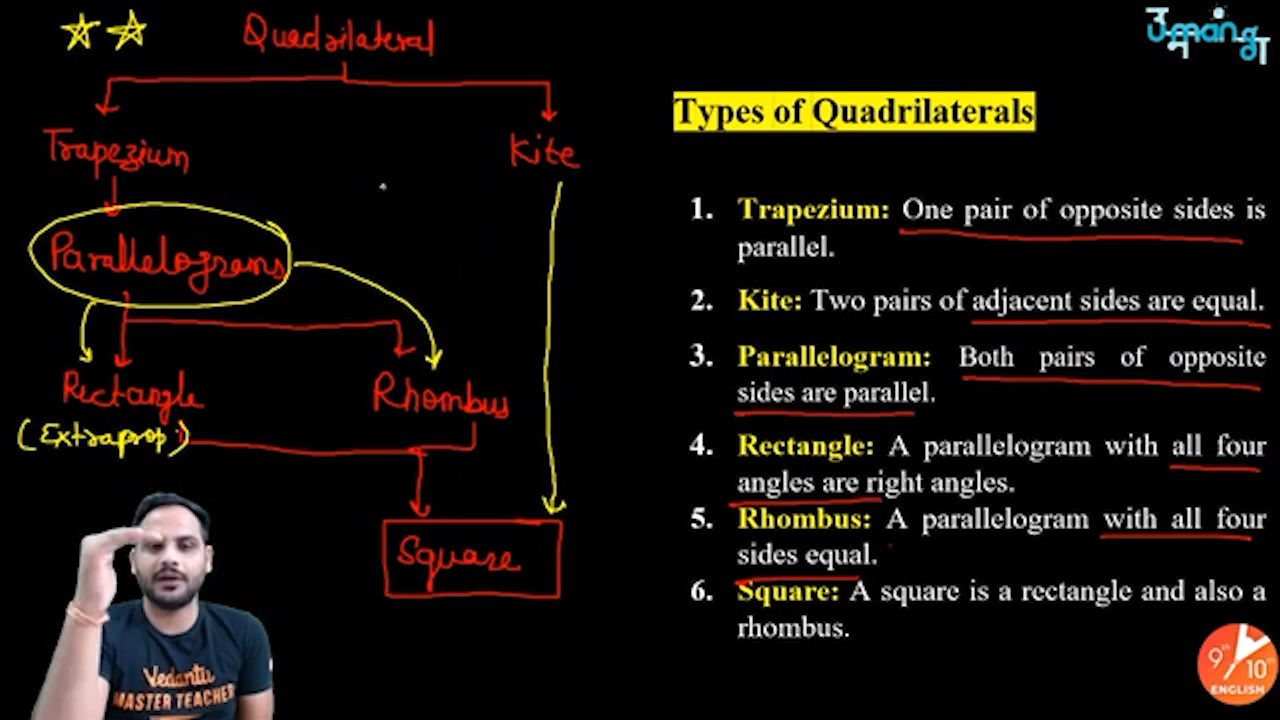 Quadrilateral
Trapezium
Kite
Parallelograms
Rectangle
Rhombus
(Extraprop)
Square
Types of Quadrilaterals
1. Trapezium: One pair of opposite sides is
parallel.
2. Kite: Two pairs of adjacent sides are equal.
3. Parallelogram: Both pairs of opposite
sides are parallel.
4. Rectangle: A parallelogram with all four
angles are right angles.
5. Rhombus: A parallelogram with all four
sides equal.
6. Square: A square is a rectangle and also a
rhombus.
Vedantu
MASTER TEACHER
9th 10th
ENGLISH